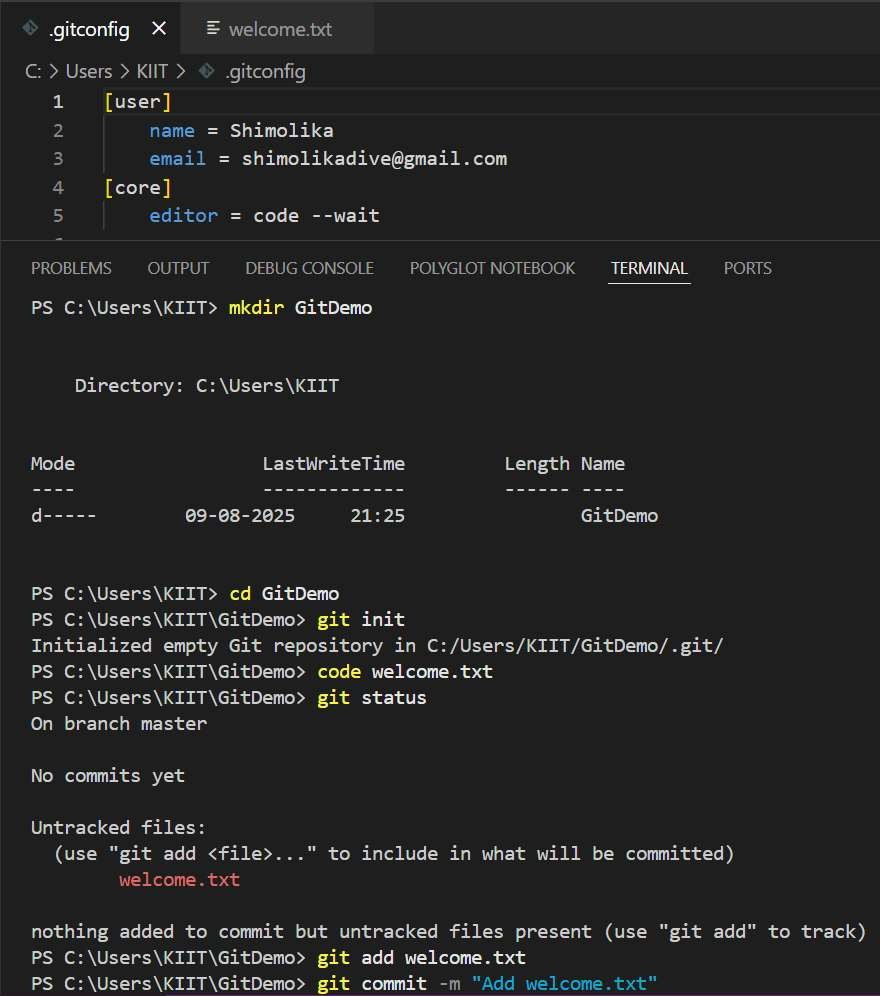 .gitconfig welcome.txt
C: > Users > KIIT > .gitconfig
1 [user]
2 name = Shimolika
3 email = shimolikadive@gmail.com
4 [core]
5 editor = code --wait
PROBLEMS OUTPUT DEBUG CONSOLE POLYGLOT NOTEBOOK TERMINAL PORTS
PS C:\Users\KIIT> mkdir GitDemo
Directory: C:\Users\KIIT
Mode LastWriteTime Length Name
---- ------------- ------ ----
d----- 09-08-2025 21:25 GitDemo
PS C:\Users\KIIT> cd GitDemo
PS C:\Users\KIIT\GitDemo> git init
Initialized empty Git repository in C:/Users/KIIT/GitDemo/.git/
PS C:\Users\KIIT\GitDemo> code welcome.txt
PS C:\Users\KIIT\GitDemo> git status
On branch master
No commits yet
Untracked files:
(use "git add <file>..." to include in what will be committed)
welcome.txt
nothing added to commit but untracked files present (use "git add" to track)
PS C:\Users\KIIT\GitDemo> git add welcome.txt
PS C:\Users\KIIT\GitDemo> git commit -m "Add welcome.txt"